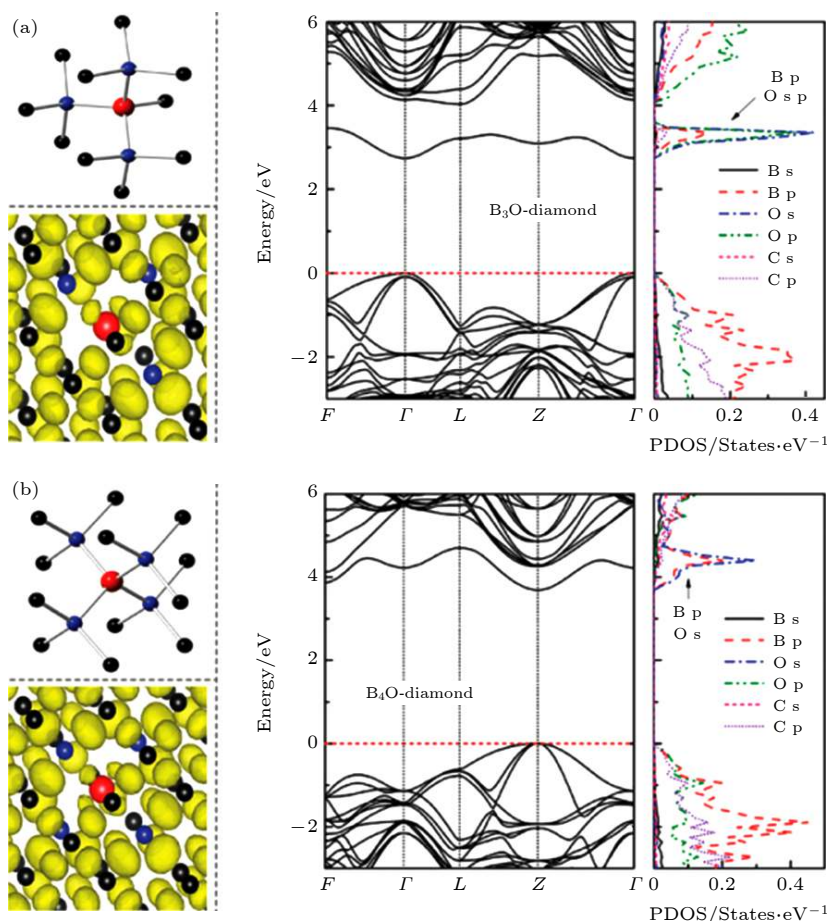 (a)
6
4
2
0
−2
Energy/eV
B₃O-diamond
F Γ L Z Γ
B p
O s p
B s
B p
O s
O p
C s
C p
0 0.2 0.4
PDOS/States·eV⁻¹
(b)
6
4
2
0
−2
Energy/eV
B₄O-diamond
F Γ L Z Γ
B p
O s
B s
B p
O s
O p
C s
C p
0 0.2 0.4
PDOS/States·eV⁻¹